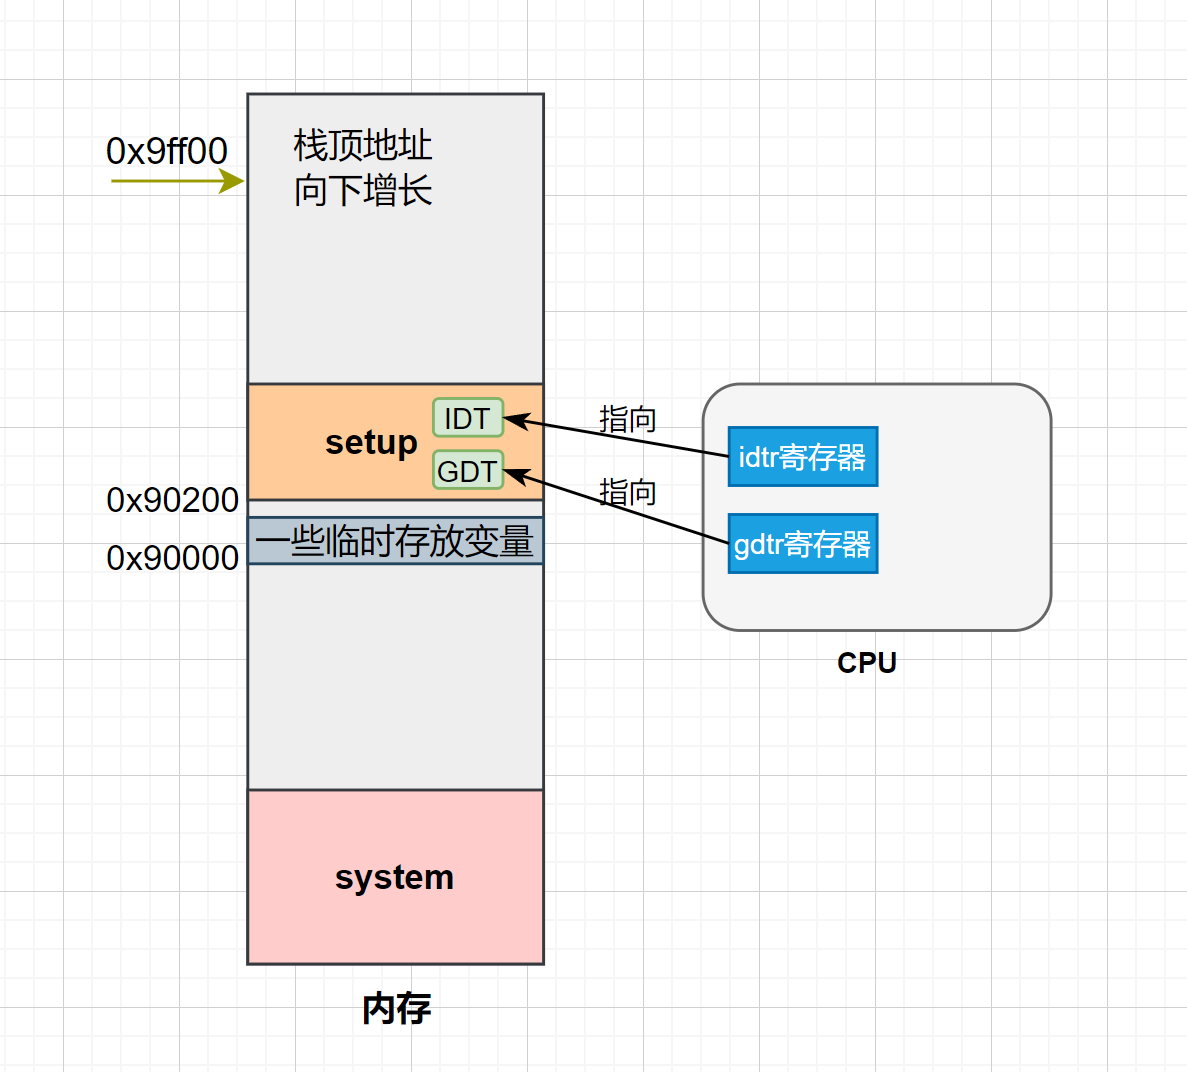 0x9ff00
栈顶地址
向下增长
setup
IDT
GDT
指向
指向
idtr寄存器
gdtr寄存器
0x90200
一些临时存放变量
0x90000
CPU
system
内存